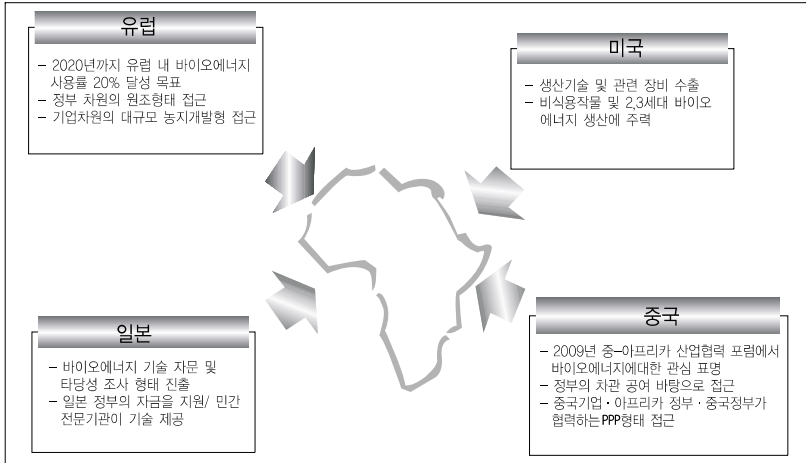 유럽
– 2020년까지 유럽 내 바이오에너지
사용률 20% 달성 목표
– 정부 차원의 원조형태 접근
– 기업차원의 대규모 농지개발형 접근
미국
– 생산기술 및 관련 장비 수출
– 비식용작물 및 2,3세대 바이오
에너지 생산에 주력
일본
– 바이오에너지 기술 자문 및
타당성 조사 형태 진출
– 일본 정부의 자금을 지원/ 민간
전문기관이 기술 제공
중국
– 2009년 중–아프리카 산업협력 포럼에서
바이오에너지에대한 관심 표명
– 정부의 차관 공여 바탕으로 접근
– 중국기업·아프리카 정부·중국정부가
협력하는PPP형태 접근